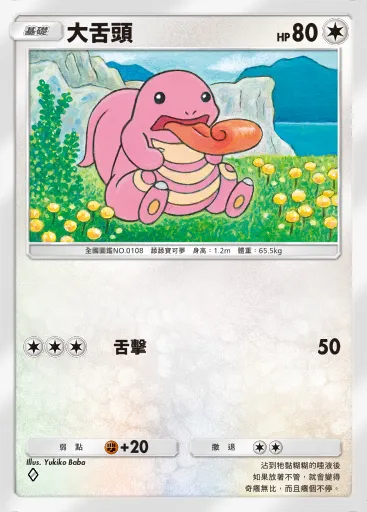 基礎 大舌頭 HP 80
全國圖鑑NO.0108 舔舔寶可夢 身高：1.2m 體重：65.5kg
舌擊 50
弱點 +20 撤退
Illus. Yukiko Baba
沾到牠黏糊糊的唾液後
如果放著不管，就會變得
奇癢無比，而且癢個不停。